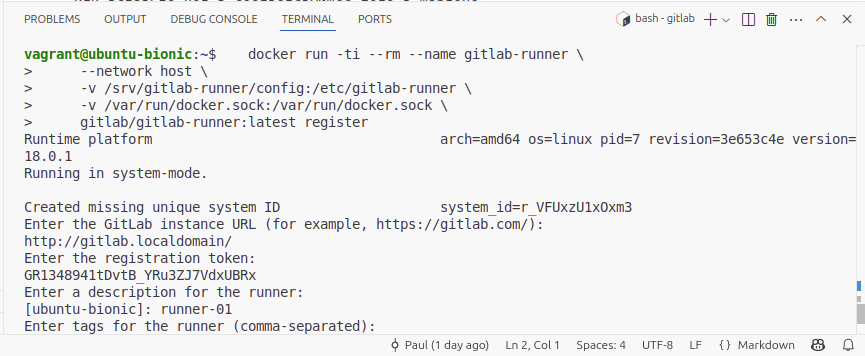 PROBLEMS OUTPUT DEBUG CONSOLE TERMINAL PORTS bash - gitlab
vagrant@ubuntu-bionic:~$    docker run -ti --rm --name gitlab-runner \
>      --network host \
>      -v /srv/gitlab-runner/config:/etc/gitlab-runner \
>      -v /var/run/docker.sock:/var/run/docker.sock \
>      gitlab/gitlab-runner:latest register
Runtime platform                                    arch=amd64 os=linux pid=7 revision=3e653c4e version=
18.0.1
Running in system-mode.
Created missing unique system ID                    system_id=r_VFUxzU1xOxm3
Enter the GitLab instance URL (for example, https://gitlab.com/):
http://gitlab.localdomain/
Enter the registration token:
GR1348941tDvtB_YRu3ZJ7VdxUBRx
Enter a description for the runner:
[ubuntu-bionic]: runner-01
Enter tags for the runner (comma-separated):
Paul (1 day ago) Ln 2, Col 1 Spaces: 4 UTF-8 LF {} Markdown